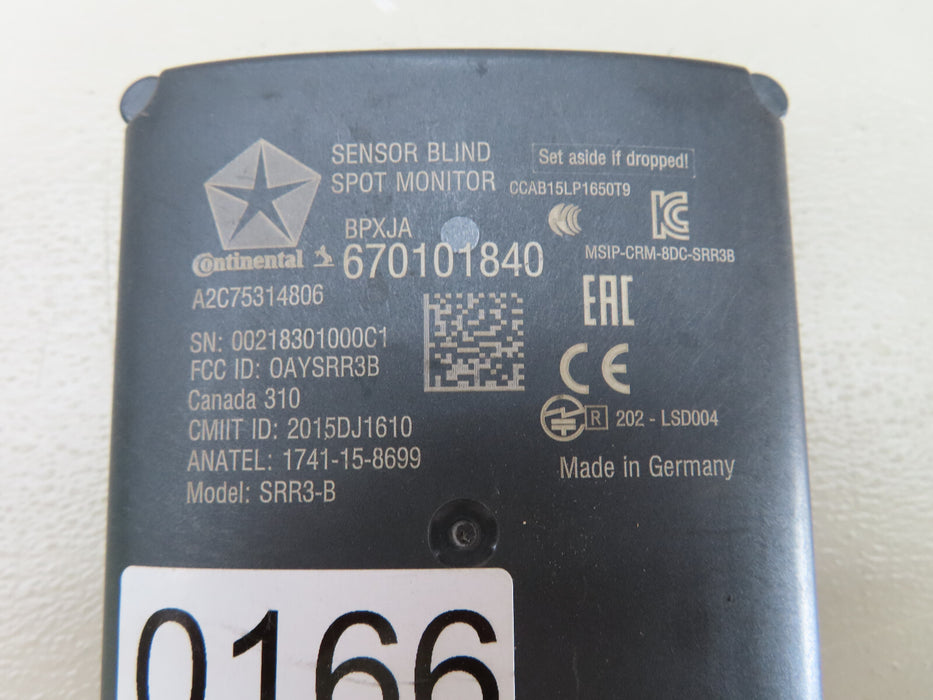 SENSOR BLIND
SPOT MONITOR
Set aside if dropped!
CCAB15LP1650T9
BPXJA
Continental
670101840
MSIP-CRM-8DC-SRR3B
A2C75314806
EAC
SN: 00218301000C1
FCC ID: OAYSRR3B
CE
Canada 310
CMIIT ID: 2015DJ1610
R 202 - LSD004
ANATEL: 1741-15-8699
Made in Germany
Model: SRR3-B
0166